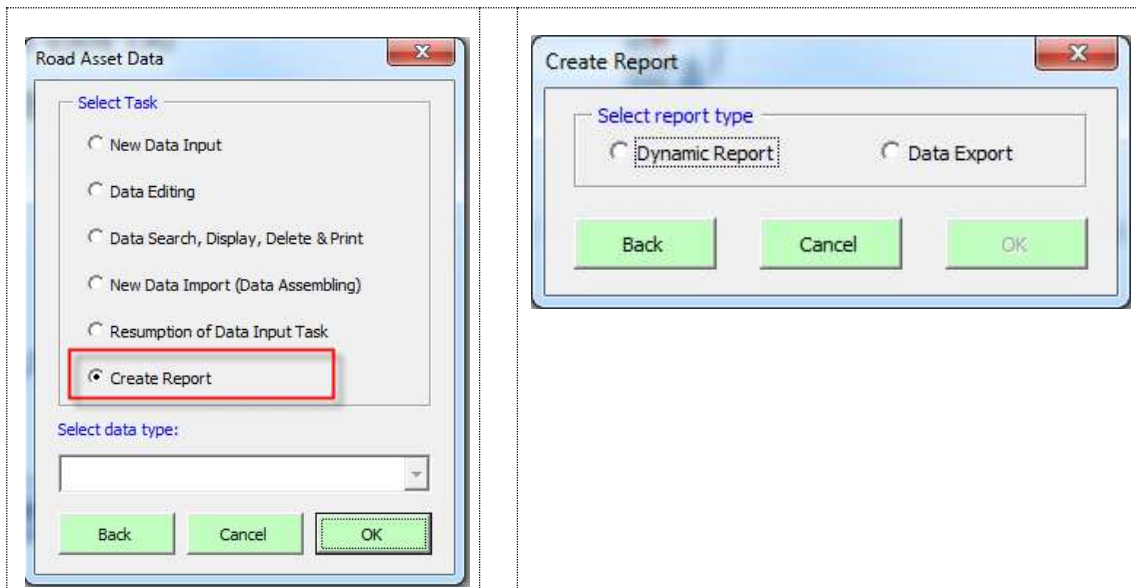 Road Asset Data
Select Task
New Data Input
Data Editing
Data Search, Display, Delete & Print
New Data Import (Data Assembling)
Resumption of Data Input Task
Create Report
Select data type:
Back Cancel OK
Create Report
Select report type
Dynamic Report Data Export
Back Cancel OK